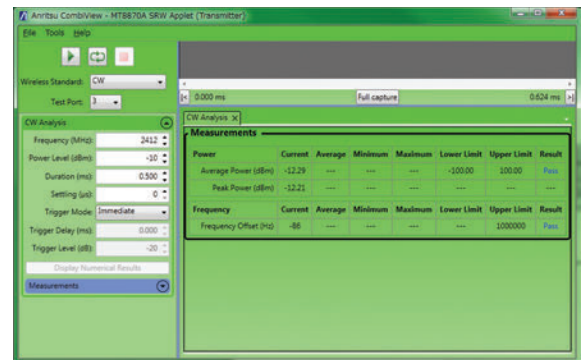 Anritsu CombiView - MT8870A SRW Applet (Transmitter)
File Tools Help
Wireless Standard: CW
Test Port: 3
0.000 ms Full capture 0.624 ms
CW Analysis
Frequency (MHz): 2412
Power Level (dBm): -10
Duration (ms): 0.500
Settling (µs): 0
Trigger Mode: Immediate
Trigger Delay (ms): 0.000
Trigger Level (dB): -20
Display Numerical Results
Measurements
CW Analysis X
Measurements
Power Current Average Minimum Maximum Lower Limit Upper Limit Result
Average Power (dBm) -12.29 --- --- --- -100.00 100.00 Pass
Peak Power (dBm) -12.21 --- --- --- --- --- ---
Frequency Current Average Minimum Maximum Lower Limit Upper Limit Result
Frequency Offset (Hz) -86 --- --- --- --- 1000000 Pass